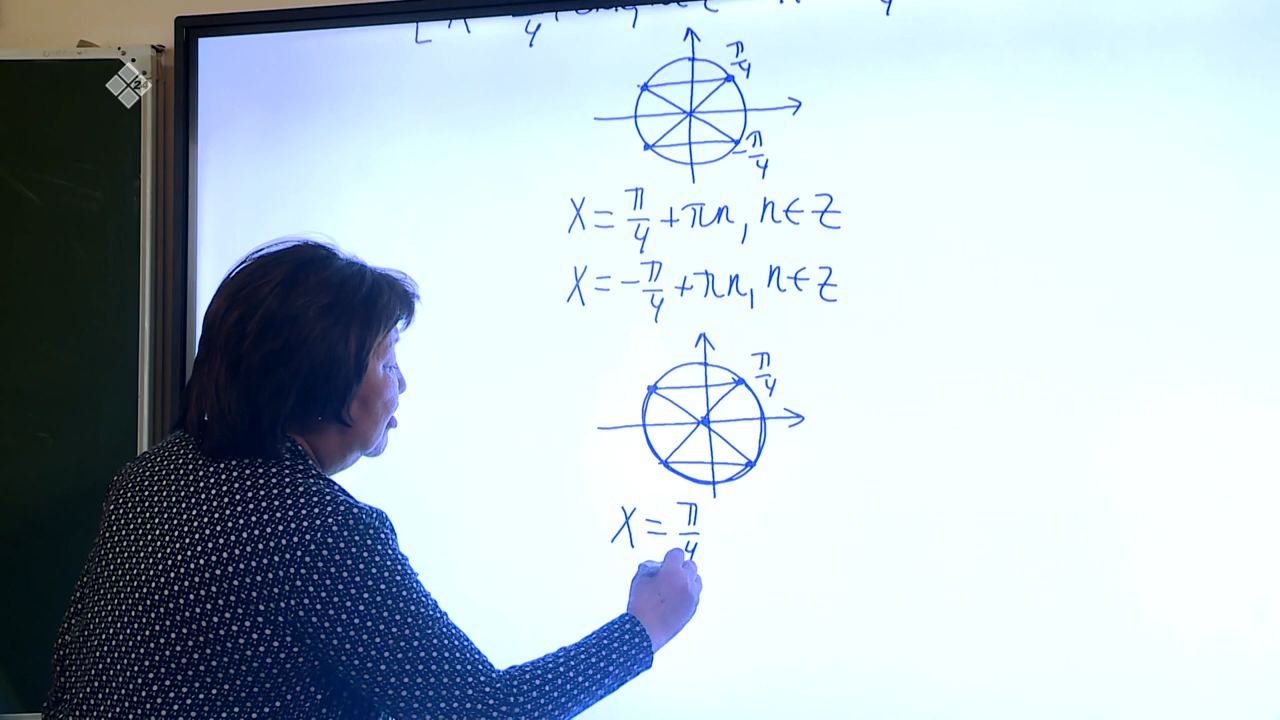 π/4
-π/4
X = π/4 + πn, n ∈ Z
X = -π/4 + πn, n ∈ Z
π/4
X = π/4